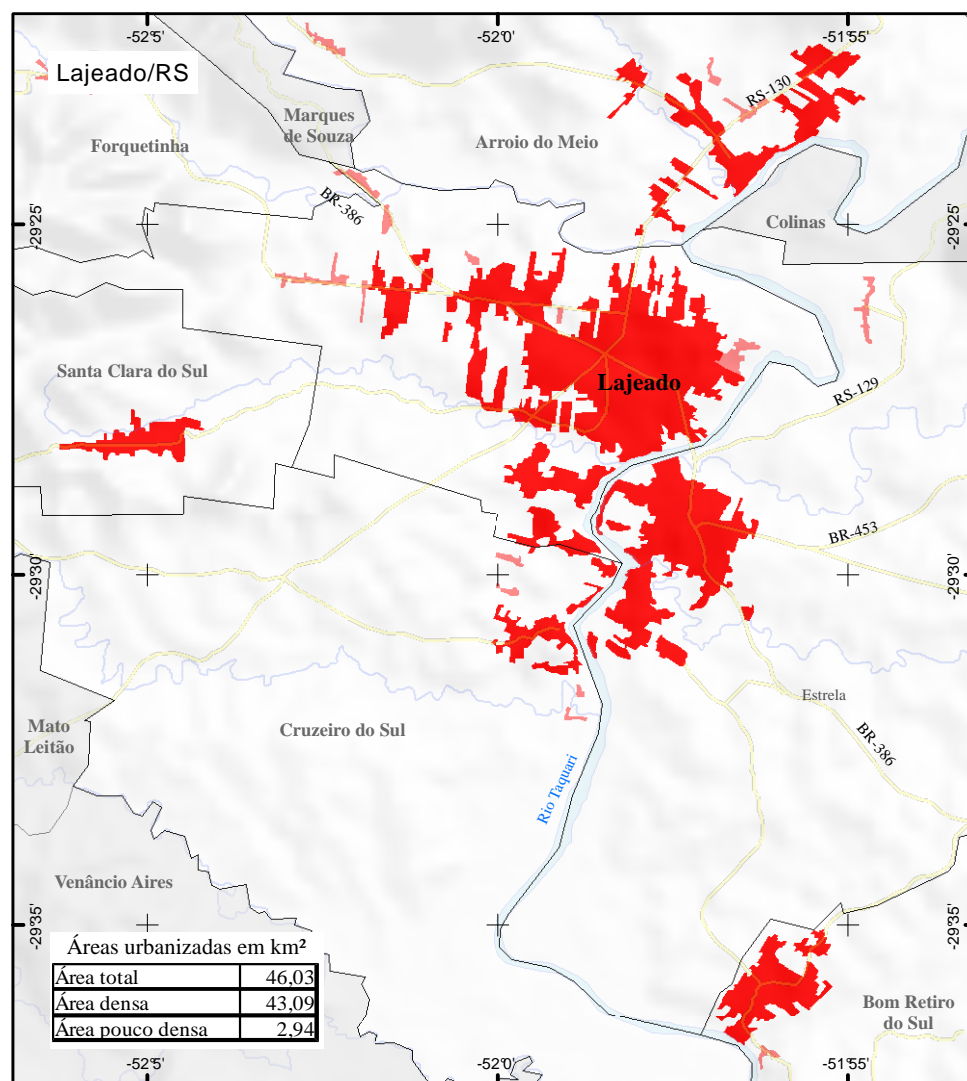 -52°5'
-52°0'
-51°55'
Lajeado/RS
RS-130
Marques
de Souza
Forquetinha
Arroio do Meio
BR-386
Colinas
-29°25'
-29°25'
Santa Clara do Sul
Lajeado
RS-129
BR-453
-29°30'
-29°30'
Estrela
Mato
Leitão
Cruzeiro do Sul
BR-386
Rio Taquari
Venâncio Aires
-29°35'
-29°35'
Áreas urbanizadas em km²
Área total 46,03
Área densa 43,09
Área pouco densa 2,94
Bom Retiro
do Sul
-52°5'
-52°0'
-51°55'